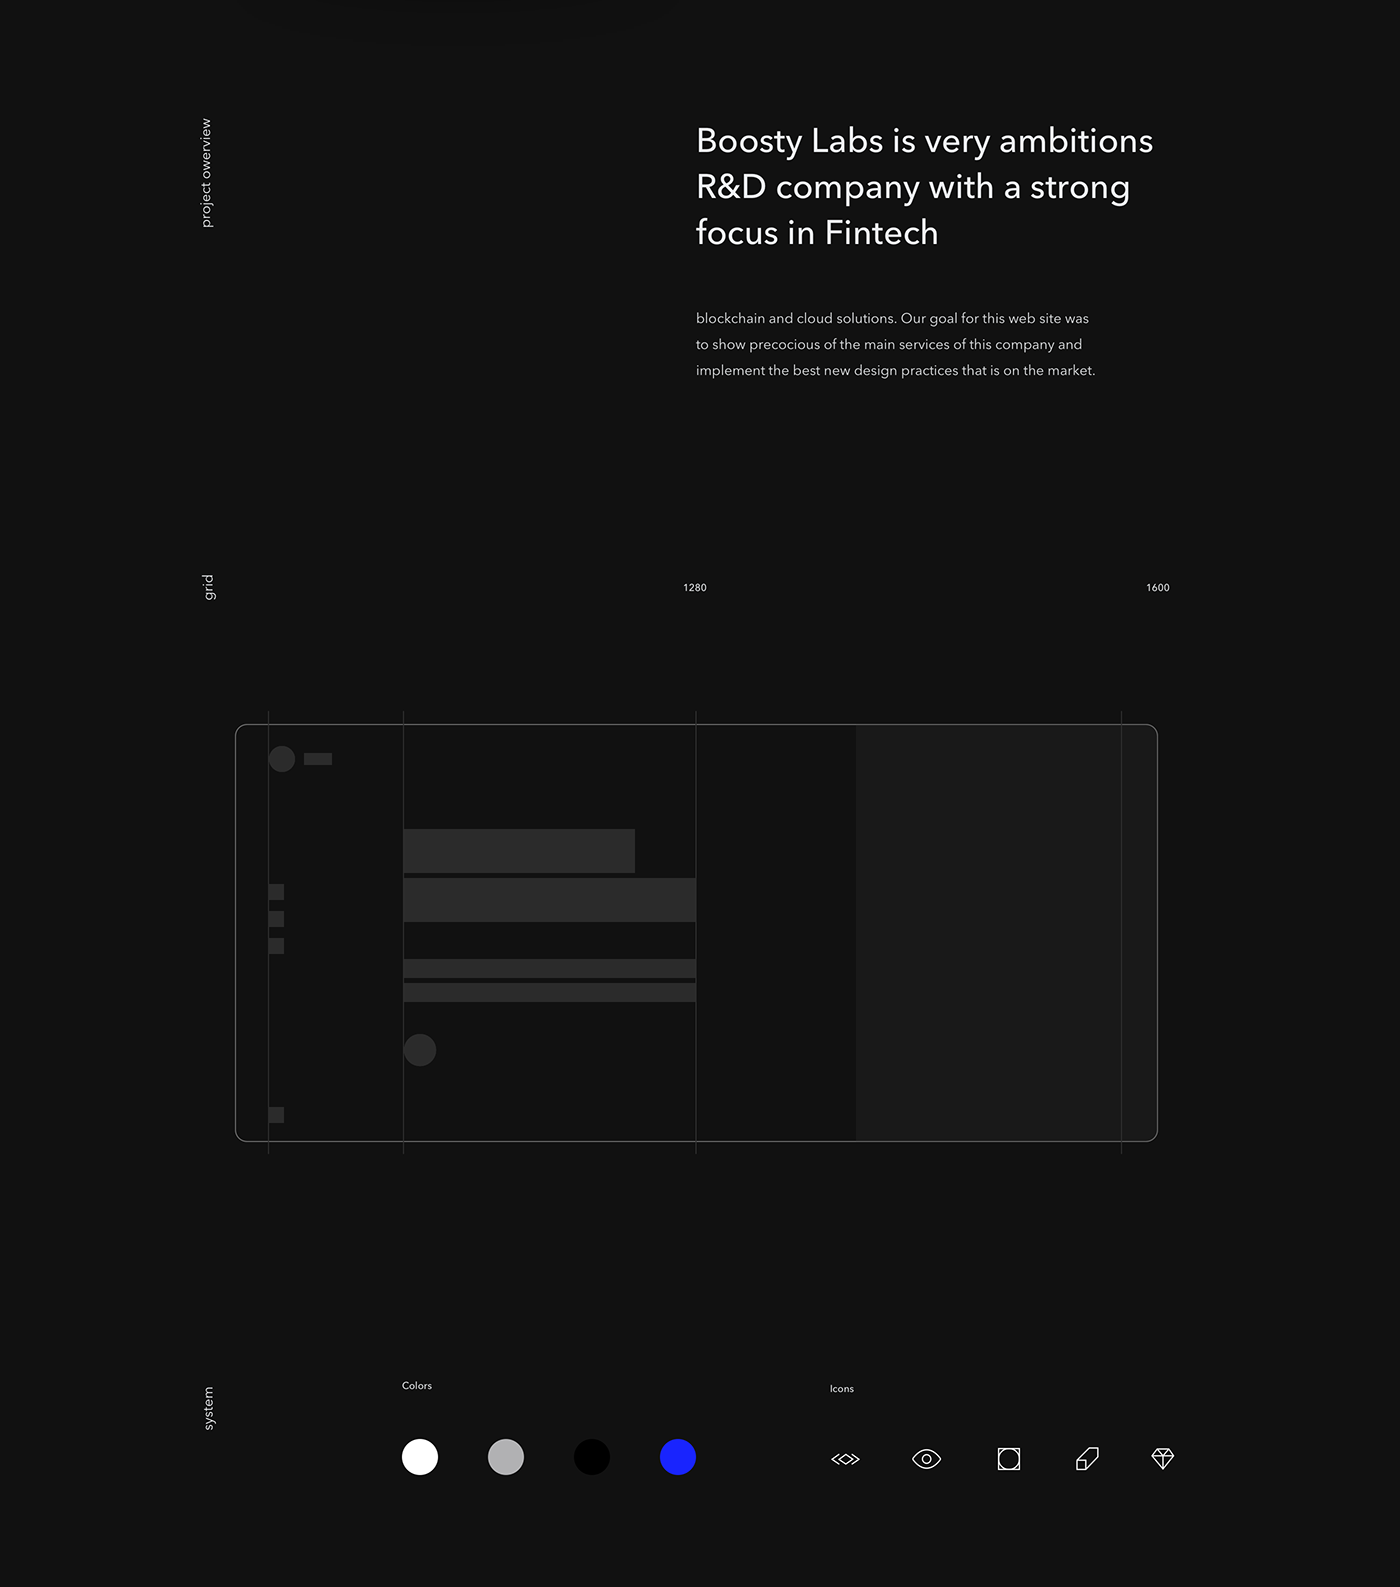 project owerview
Boosty Labs is very ambitions
R&D company with a strong
focus in Fintech
blockchain and cloud solutions. Our goal for this web site was
to show precocious of the main services of this company and
implement the best new design practices that is on the market.
grid
1280
1600
system
Colors
Icons